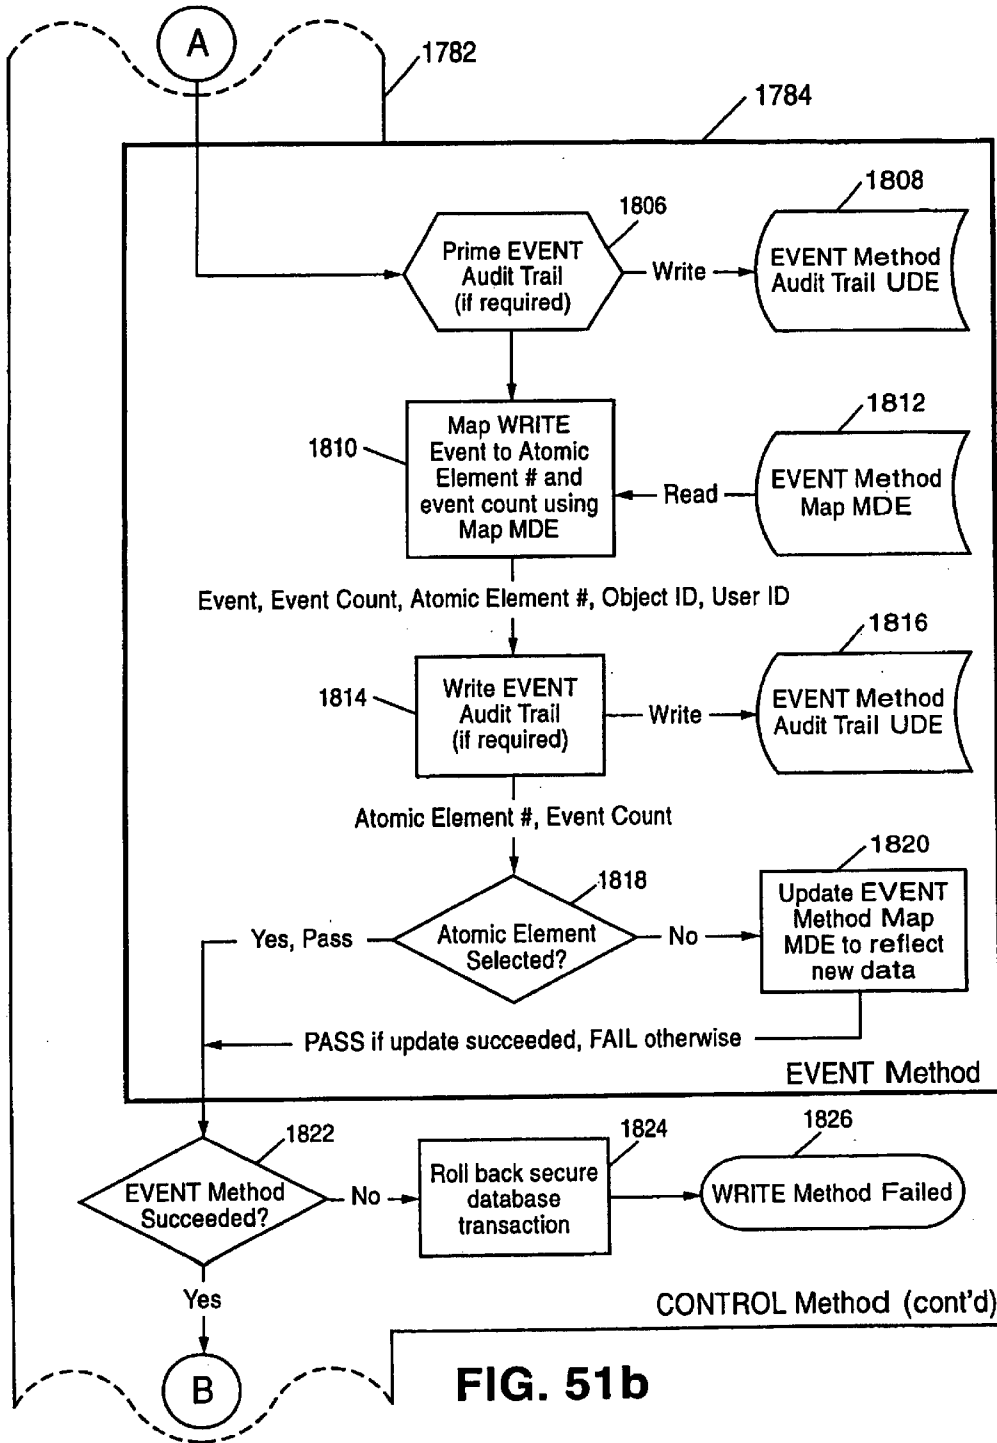 A
1782
1784
1806
1808
Prime EVENT
Audit Trail
(if required)
Write
EVENT Method
Audit Trail UDE
1812
1810
Map WRITE
Event to Atomic
Element # and
event count using
Map MDE
Read
EVENT Method
Map MDE
Event, Event Count, Atomic Element #, Object ID, User ID
1816
1814
Write EVENT
Audit Trail
(if required)
Write
EVENT Method
Audit Trail UDE
Atomic Element #, Event Count
1818
1820
Yes, Pass
Atomic Element
Selected?
No
Update EVENT
Method Map
MDE to reflect
new data
PASS if update succeeded, FAIL otherwise
EVENT Method
1822
1824
1826
EVENT Method
Succeeded?
No
Roll back secure
database
transaction
WRITE Method Failed
Yes
CONTROL Method (cont'd)
B
FIG. 51b